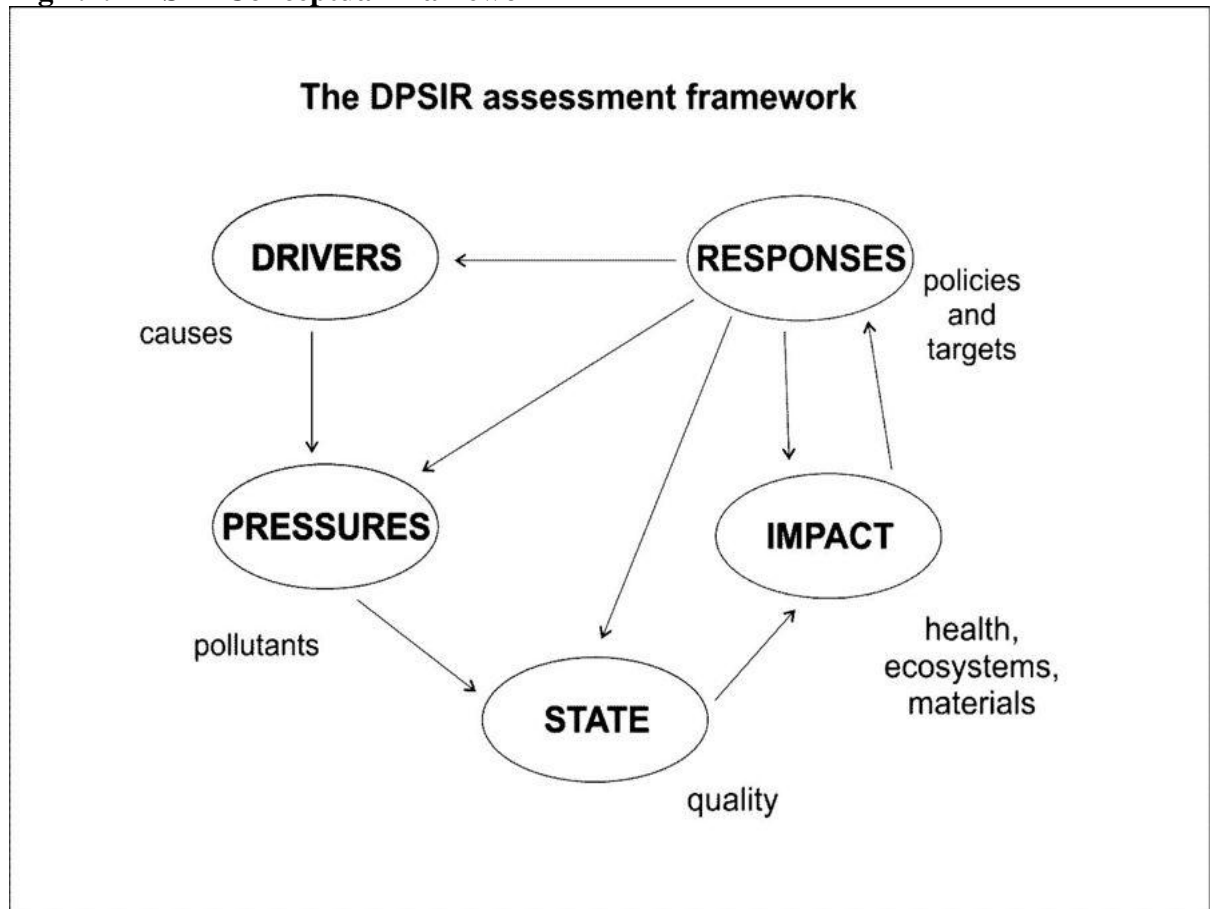 The DPSIR assessment framework
DRIVERS
RESPONSES
policies
and
targets
causes
PRESSURES
IMPACT
pollutants
health,
ecosystems,
materials
STATE
quality